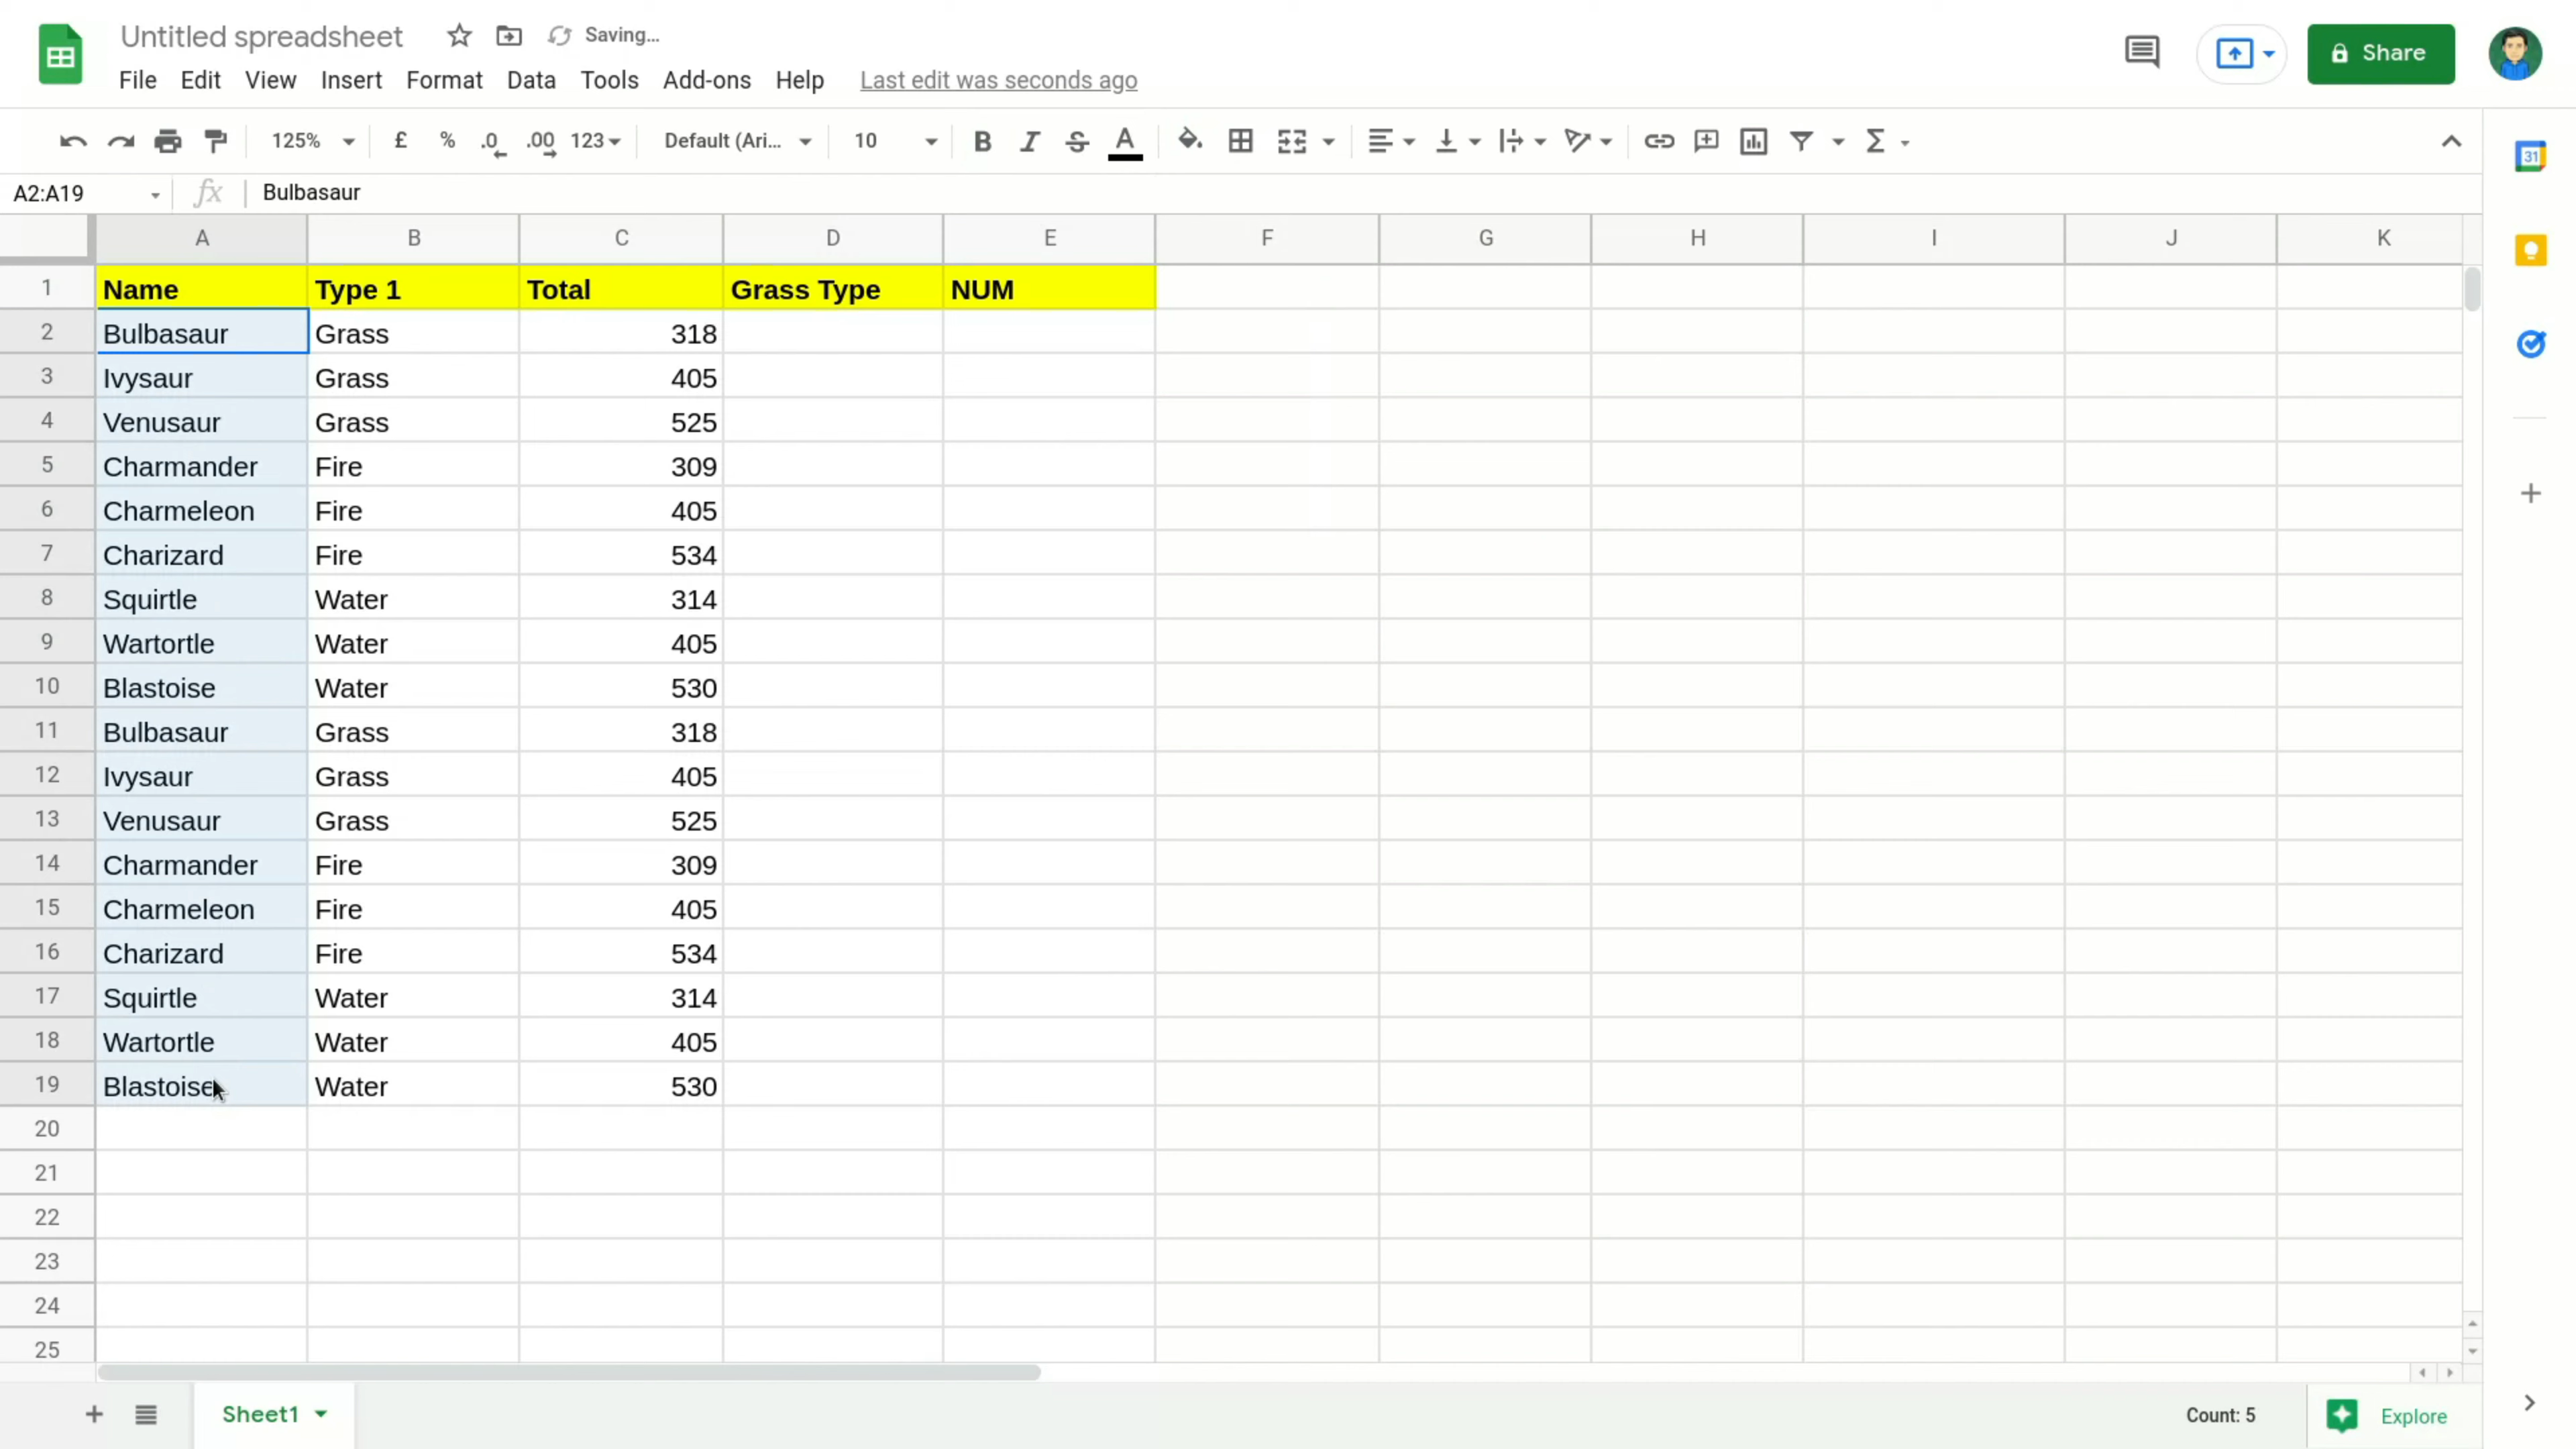 Untitled spreadsheet Saving...
File Edit View Insert Format Data Tools Add-ons Help Last edit was seconds ago
Share
125% £ % .0 .00 123 Default (Ari... 10 B I S A Σ
31
A2:A19 fx Bulbasaur
A B C D E F G H I J K
1 Name Type 1 Total Grass Type NUM
2 Bulbasaur Grass 318
3 Ivysaur Grass 405
4 Venusaur Grass 525
5 Charmander Fire 309
6 Charmeleon Fire 405
7 Charizard Fire 534
8 Squirtle Water 314
9 Wartortle Water 405
10 Blastoise Water 530
11 Bulbasaur Grass 318
12 Ivysaur Grass 405
13 Venusaur Grass 525
14 Charmander Fire 309
15 Charmeleon Fire 405
16 Charizard Fire 534
17 Squirtle Water 314
18 Wartortle Water 405
19 Blastoise Water 530
20
21
22
23
24
25
Sheet1 Count: 5 Explore